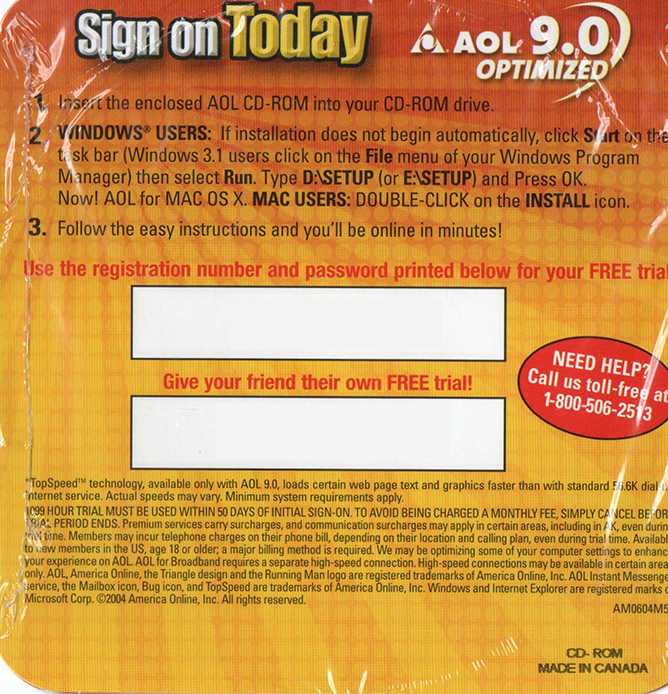 Sign on Today
AOL 9.0
OPTIMIZED
1. Insert the enclosed AOL CD-ROM into your CD-ROM drive.
2. WINDOWS® USERS: If installation does not begin automatically, click Start on the
task bar (Windows 3.1 users click on the File menu of your Windows Program
Manager) then select Run. Type D:\SETUP (or E:\SETUP) and Press OK.
Now! AOL for MAC OS X. MAC USERS: DOUBLE-CLICK on the INSTALL icon.
3. Follow the easy instructions and you'll be online in minutes!
Use the registration number and password printed below for your FREE trial
Give your friend their own FREE trial!
NEED HELP?
Call us toll-free at
1-800-506-2513
*TopSpeed™ technology, available only with AOL 9.0, loads certain web page text and graphics faster than with standard 56.6K dial-u
internet service. Actual speeds may vary. Minimum system requirements apply.
1099 HOUR TRIAL MUST BE USED WITHIN 50 DAYS OF INITIAL SIGN-ON. TO AVOID BEING CHARGED A MONTHLY FEE, SIMPLY CANCEL BEFOR
TRIAL PERIOD ENDS. Premium services carry surcharges, and communication surcharges may apply in certain areas, including in AK, even durin
trial time. Members may incur telephone charges on their phone bill, depending on their location and calling plan, even during trial time. Availabl
to new members in the US, age 18 or older; a major billing method is required. We may be optimizing some of your computer settings to enhanc
your experience on AOL. AOL for Broadband requires a separate high-speed connection. High-speed connections may be available in certain area
only. AOL, America Online, the Triangle design and the Running Man logo are registered trademarks of America Online, Inc. AOL Instant Messenge
service, the Mailbox icon, Bug icon, and TopSpeed are trademarks of America Online, Inc. Windows and Internet Explorer are registered marks o
Microsoft Corp. ©2004 America Online, Inc. All rights reserved.
AM0604M5
CD- ROM
MADE IN CANADA